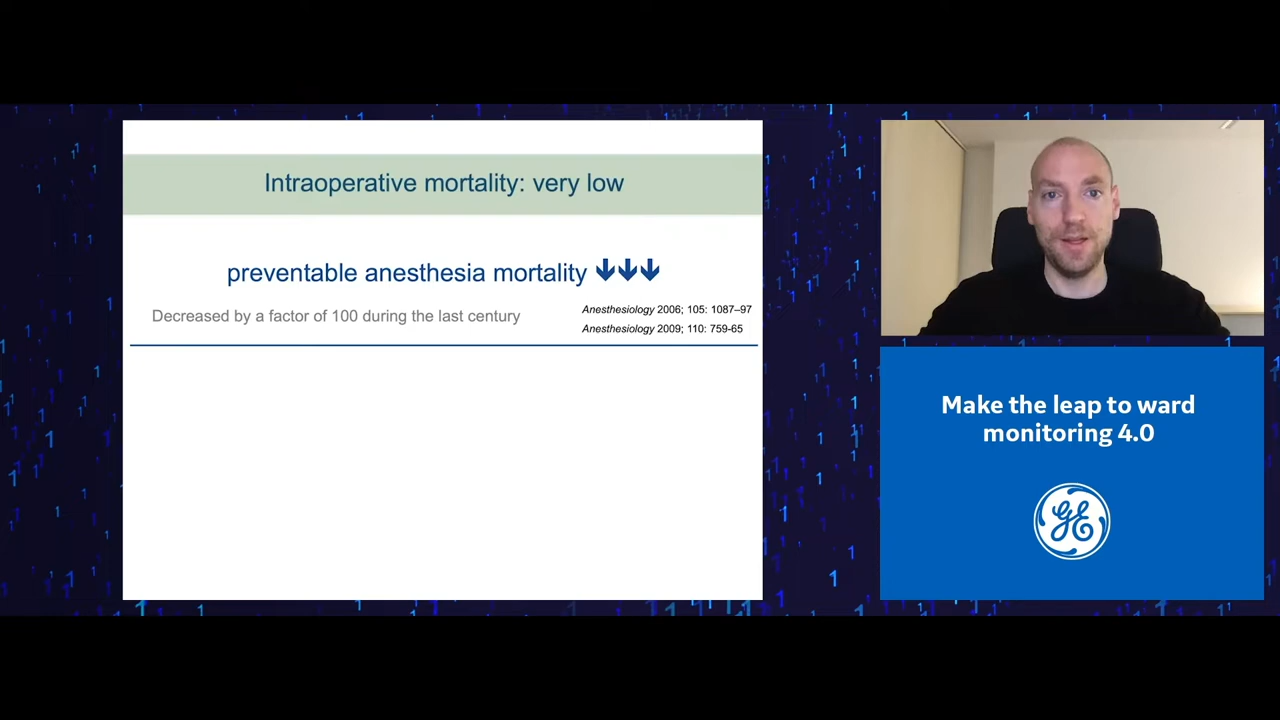 Intraoperative mortality: very low
preventable anesthesia mortality ↓↓↓
Decreased by a factor of 100 during the last century
Anesthesiology 2006; 105: 1087–97
Anesthesiology 2009; 110: 759-65
Make the leap to ward
monitoring 4.0
GE